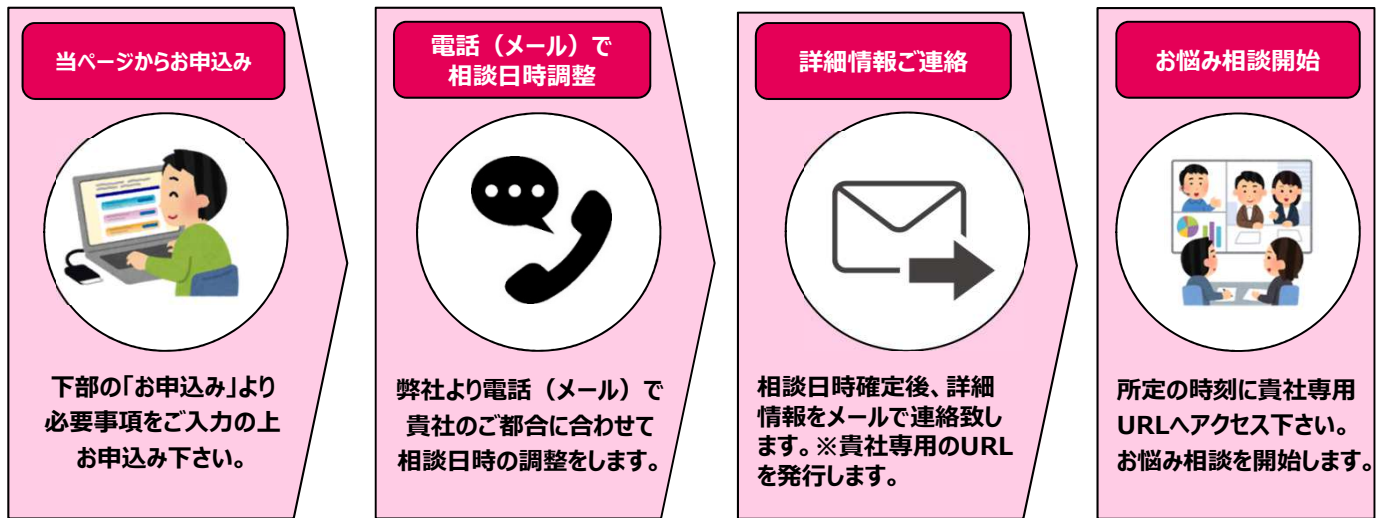 当ページからお申込み
下部の「お申込み」より
必要事項をご入力の上
お申込み下さい。
電話（メール）で
相談日時調整
弊社より電話（メール）で
貴社のご都合に合わせて
相談日時の調整をします。
詳細情報ご連絡
相談日時確定後、詳細
情報をメールで連絡致し
ます。※貴社専用のURL
を発行します。
お悩み相談開始
所定の時刻に貴社専用
URLへアクセス下さい。
お悩み相談を開始します。